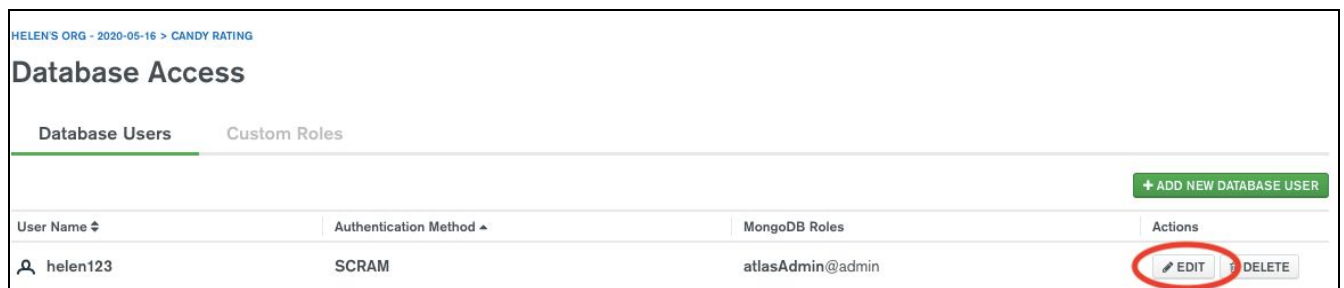 HELEN'S ORG - 2020-05-16 > CANDY RATING
Database Access
Database Users Custom Roles
+ ADD NEW DATABASE USER
User Name Authentication Method MongoDB Roles Actions
helen123 SCRAM atlasAdmin@admin EDIT DELETE